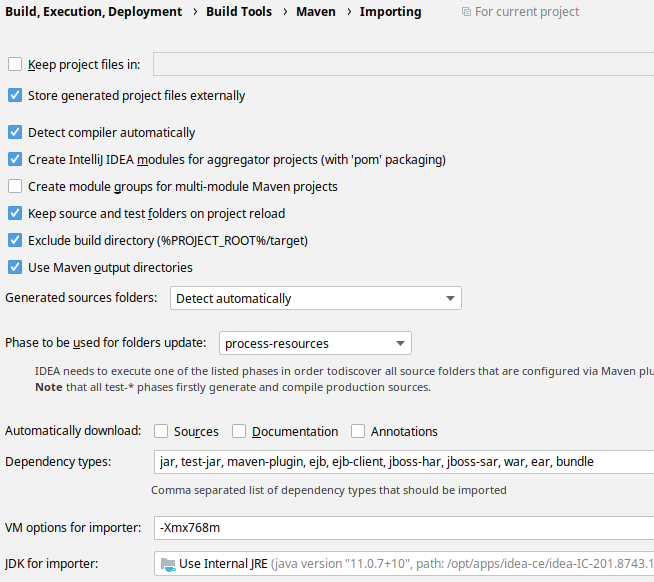 Build, Execution, Deployment › Build Tools › Maven › Importing For current project
Keep project files in:
Store generated project files externally
Detect compiler automatically
Create IntelliJ IDEA modules for aggregator projects (with 'pom' packaging)
Create module groups for multi-module Maven projects
Keep source and test folders on project reload
Exclude build directory (%PROJECT_ROOT%/target)
Use Maven output directories
Generated sources folders: Detect automatically
Phase to be used for folders update: process-resources
IDEA needs to execute one of the listed phases in order todiscover all source folders that are configured via Maven plu
Note that all test-* phases firstly generate and compile production sources.
Automatically download: Sources Documentation Annotations
Dependency types: jar, test-jar, maven-plugin, ejb, ejb-client, jboss-har, jboss-sar, war, ear, bundle
Comma separated list of dependency types that should be imported
VM options for importer: -Xmx768m
JDK for importer: Use Internal JRE (java version "11.0.7+10", path: /opt/apps/idea-ce/idea-IC-201.8743.1